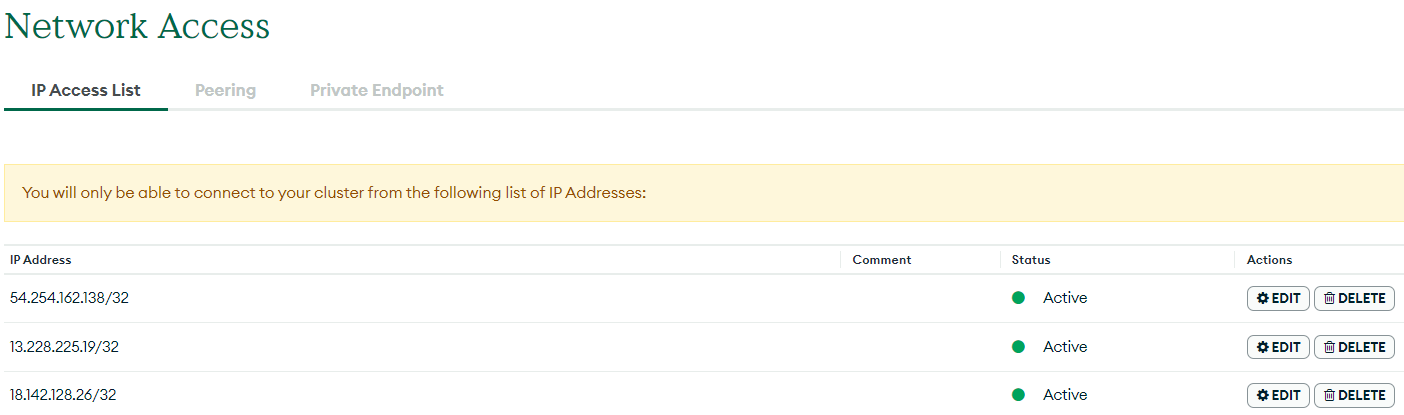 Network Access
IP Access List Peering Private Endpoint
You will only be able to connect to your cluster from the following list of IP Addresses:
IP Address Comment Status Actions
54.254.162.138/32 Active EDIT DELETE
13.228.225.19/32 Active EDIT DELETE
18.142.128.26/32 Active EDIT DELETE